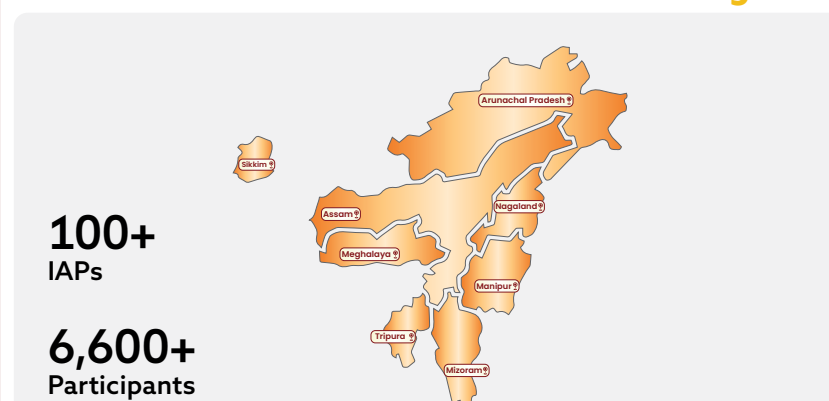 Arunachal Pradesh
Sikkim
Assam
Nagaland
100+
IAPs
Meghalaya
Manipur
6,600+
Participants
Tripura
Mizoram